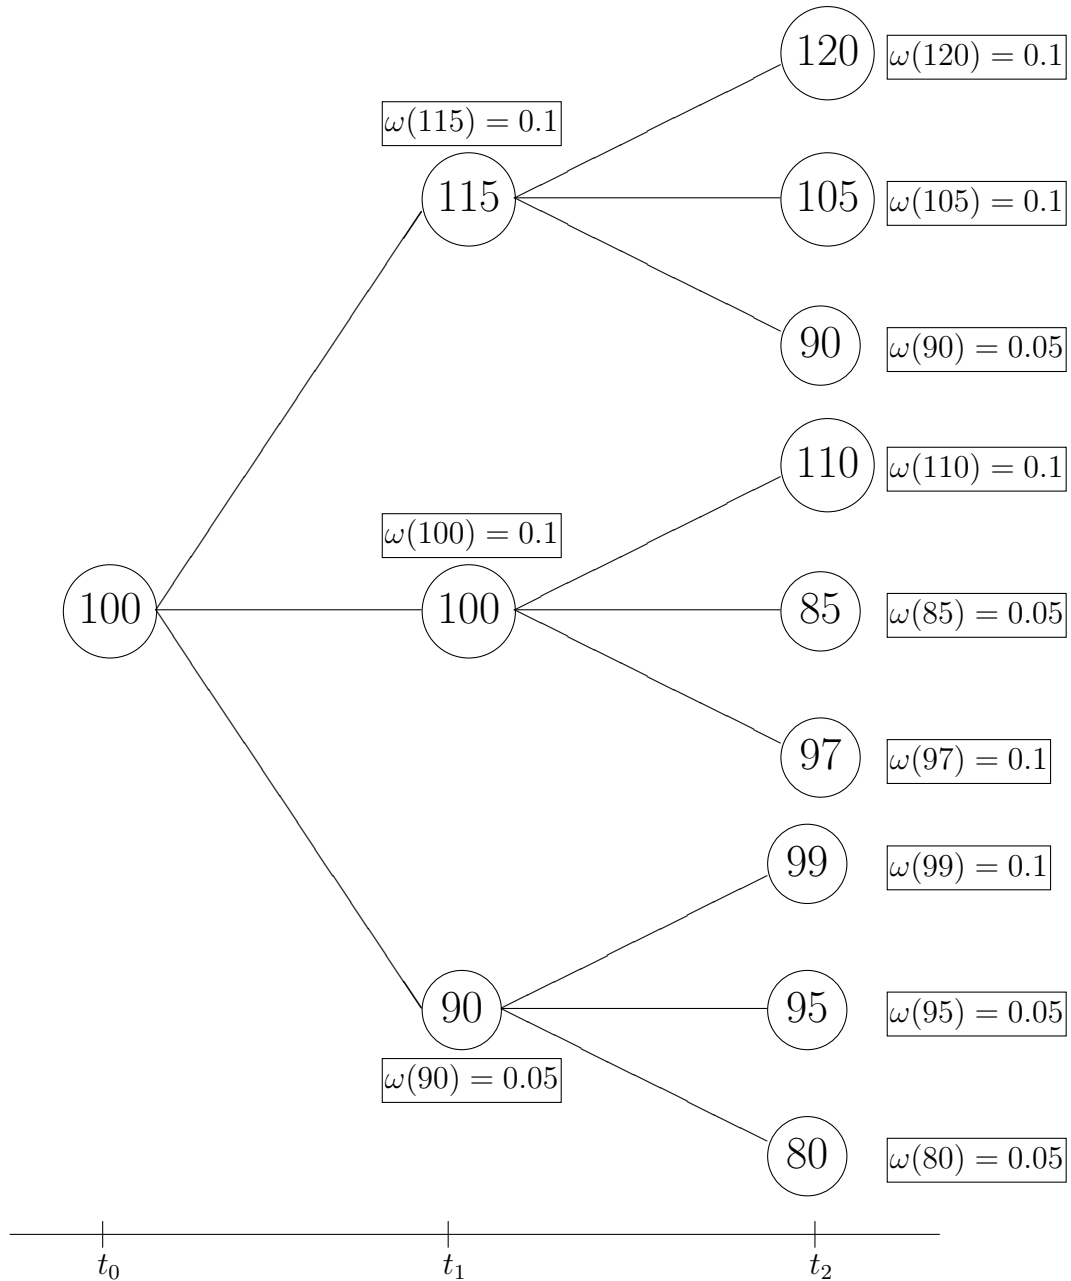 120 ω(120) = 0.1
ω(115) = 0.1
115
105 ω(105) = 0.1
90 ω(90) = 0.05
110 ω(110) = 0.1
ω(100) = 0.1
100 100 85 ω(85) = 0.05
97 ω(97) = 0.1
99 ω(99) = 0.1
90 95 ω(95) = 0.05
ω(90) = 0.05
80 ω(80) = 0.05
t₀ t₁ t₂